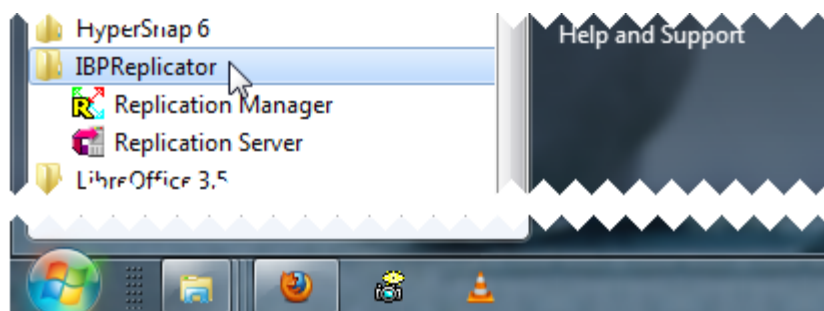 HyperSnap 6
Help and Support
IBPReplicator
Replication Manager
Replication Server
LibreOffice 3.5